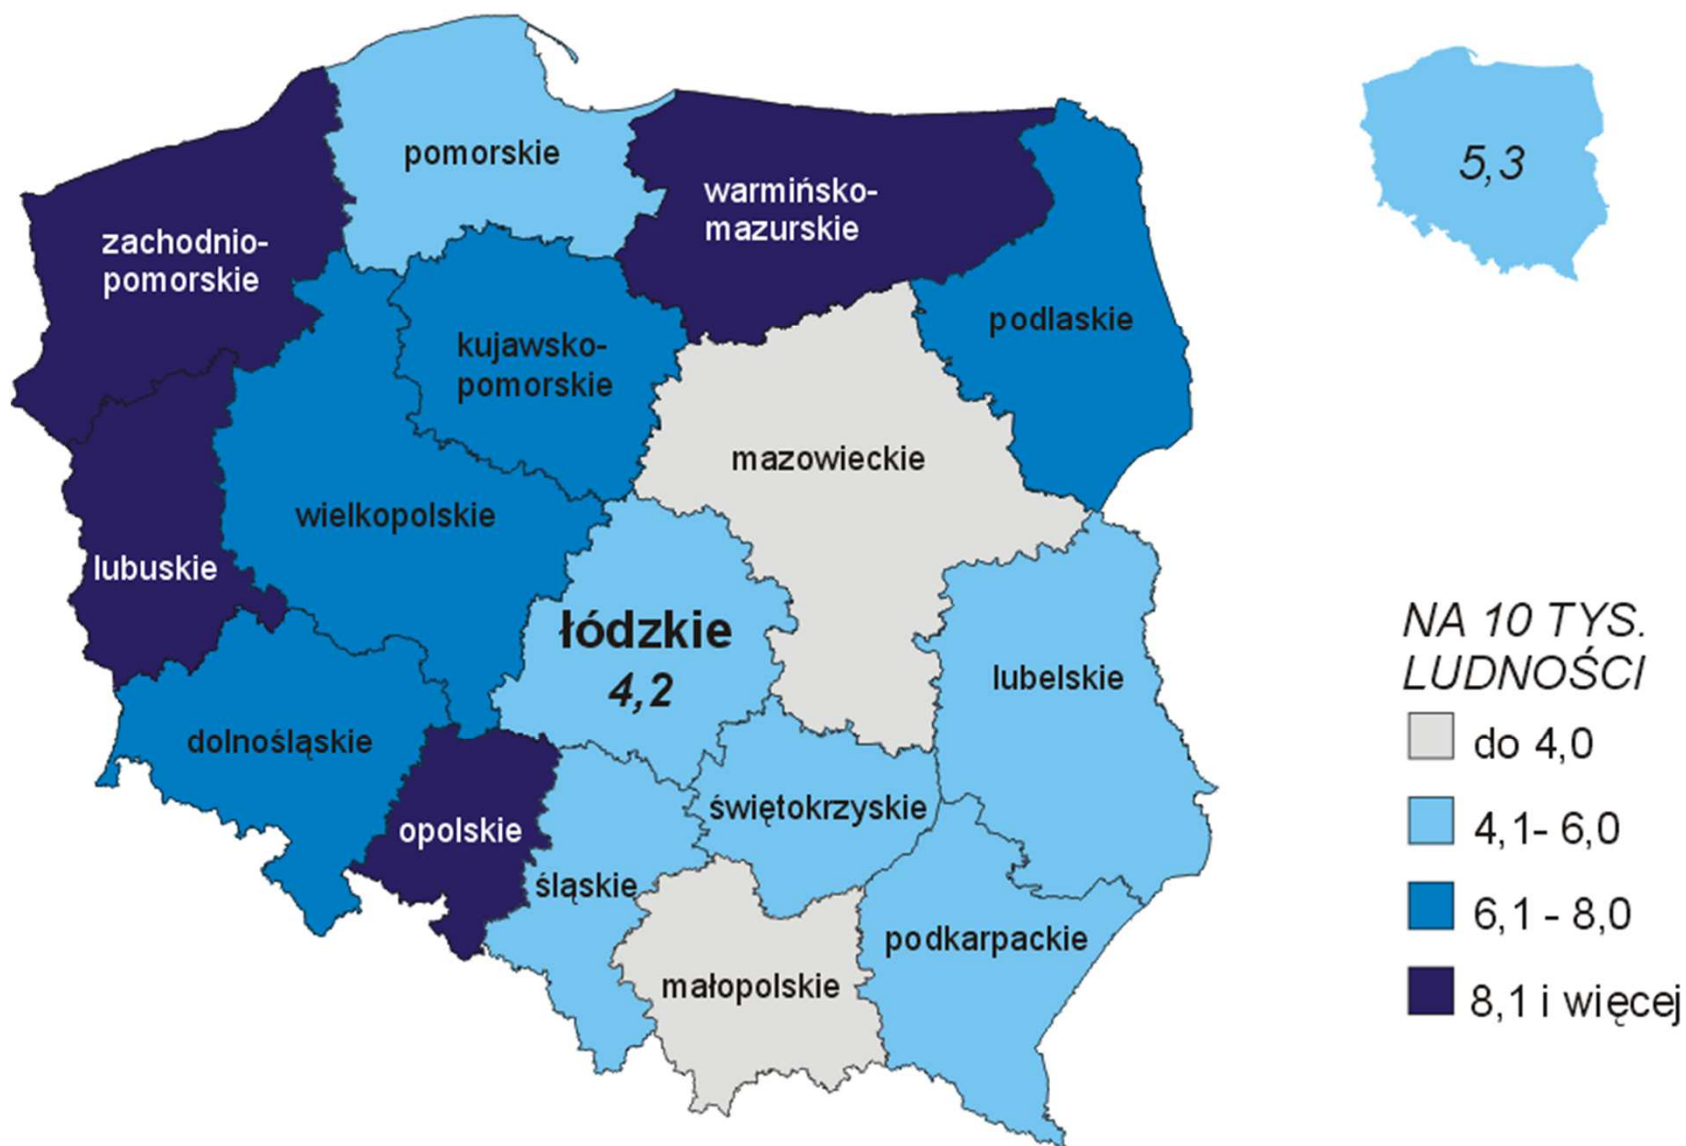 pomorskie
warmińsko-
mazurskie
5,3
zachodnio-
pomorskie
podlaskie
kujawsko-
pomorskie
mazowieckie
wielkopolskie
lubuskie
łódzkie
4,2
lubelskie
dolnośląskie
opolskie
świętokrzyskie
śląskie
podkarpackie
małopolskie
NA 10 TYS.
LUDNOŚCI
do 4,0
4,1- 6,0
6,1 - 8,0
8,1 i więcej